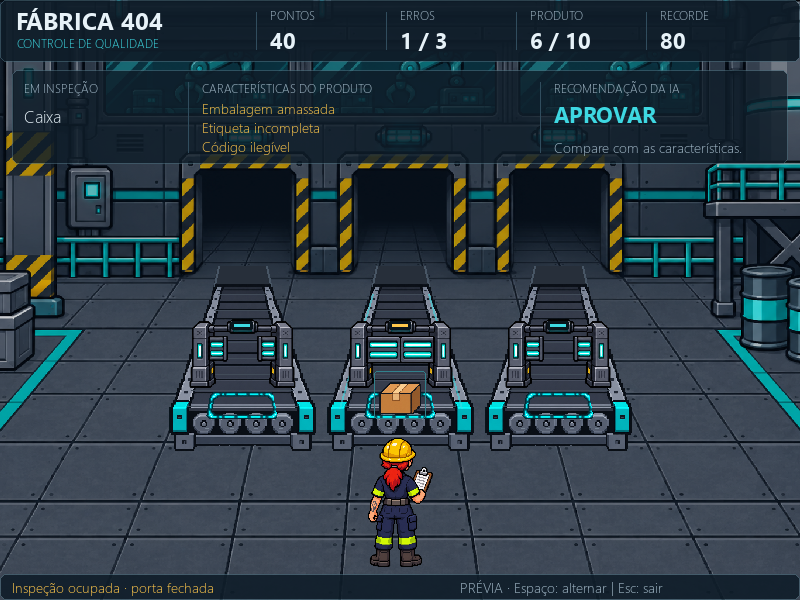 FÁBRICA 404
CONTROLE DE QUALIDADE
PONTOS
40
ERROS
1 / 3
PRODUTO
6 / 10
RECORDE
80
EM INSPEÇÃO
Caixa
CARACTERÍSTICAS DO PRODUTO
Embalagem amassada
Etiqueta incompleta
Código ilegível
RECOMENDAÇÃO DA IA
APROVAR
Compare com as características.
Inspeção ocupada · porta fechada
PRÉVIA · Espaço: alternar | Esc: sair